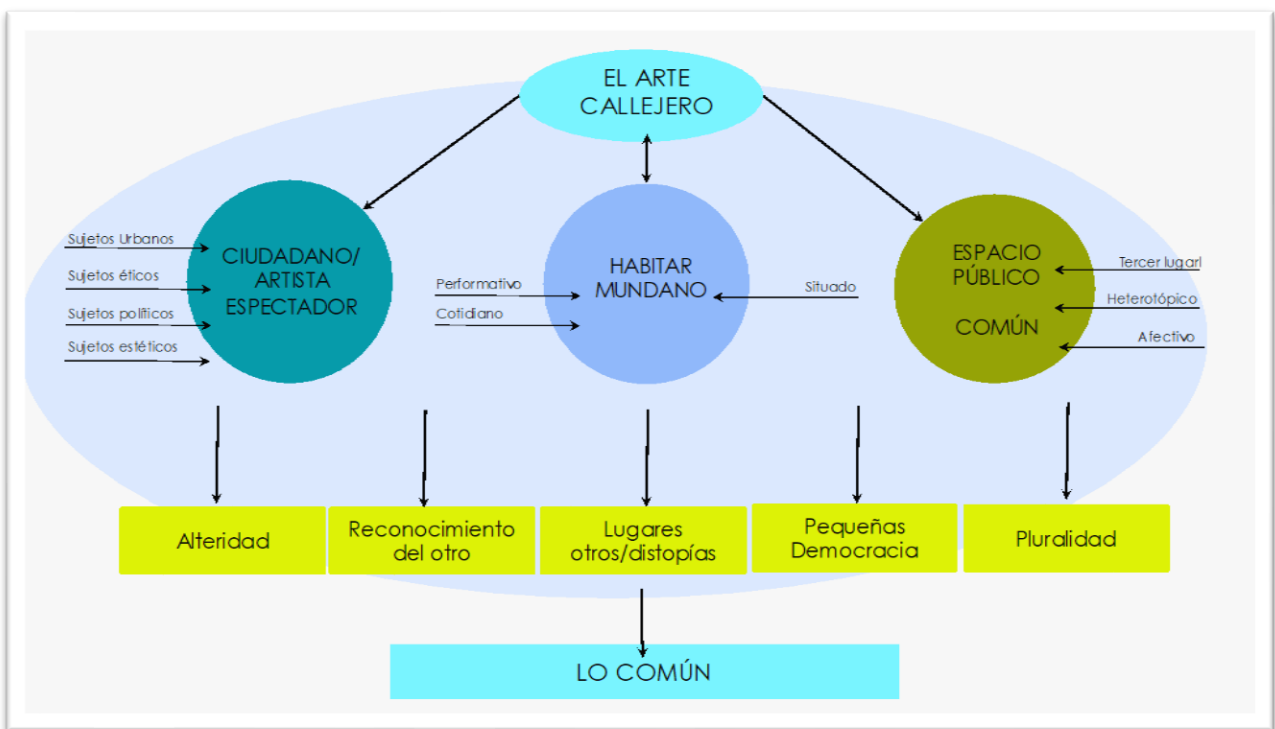 EL ARTE
CALLEJERO
Sujetos Urbanos
Sujetos éticos
Sujetos políticos
Sujetos estéticos
CIUDADANO/
ARTISTA
ESPECTADOR
Performativo
Cotidiano
HABITAR
MUNDANO
Situado
ESPACIO
PÚBLICO
COMÚN
Tercer lugarl
Heterotópico
Afectivo
Alteridad
Reconocimiento
del otro
Lugares
otros/distopías
Pequeñas
Democracia
Pluralidad
LO COMÚN